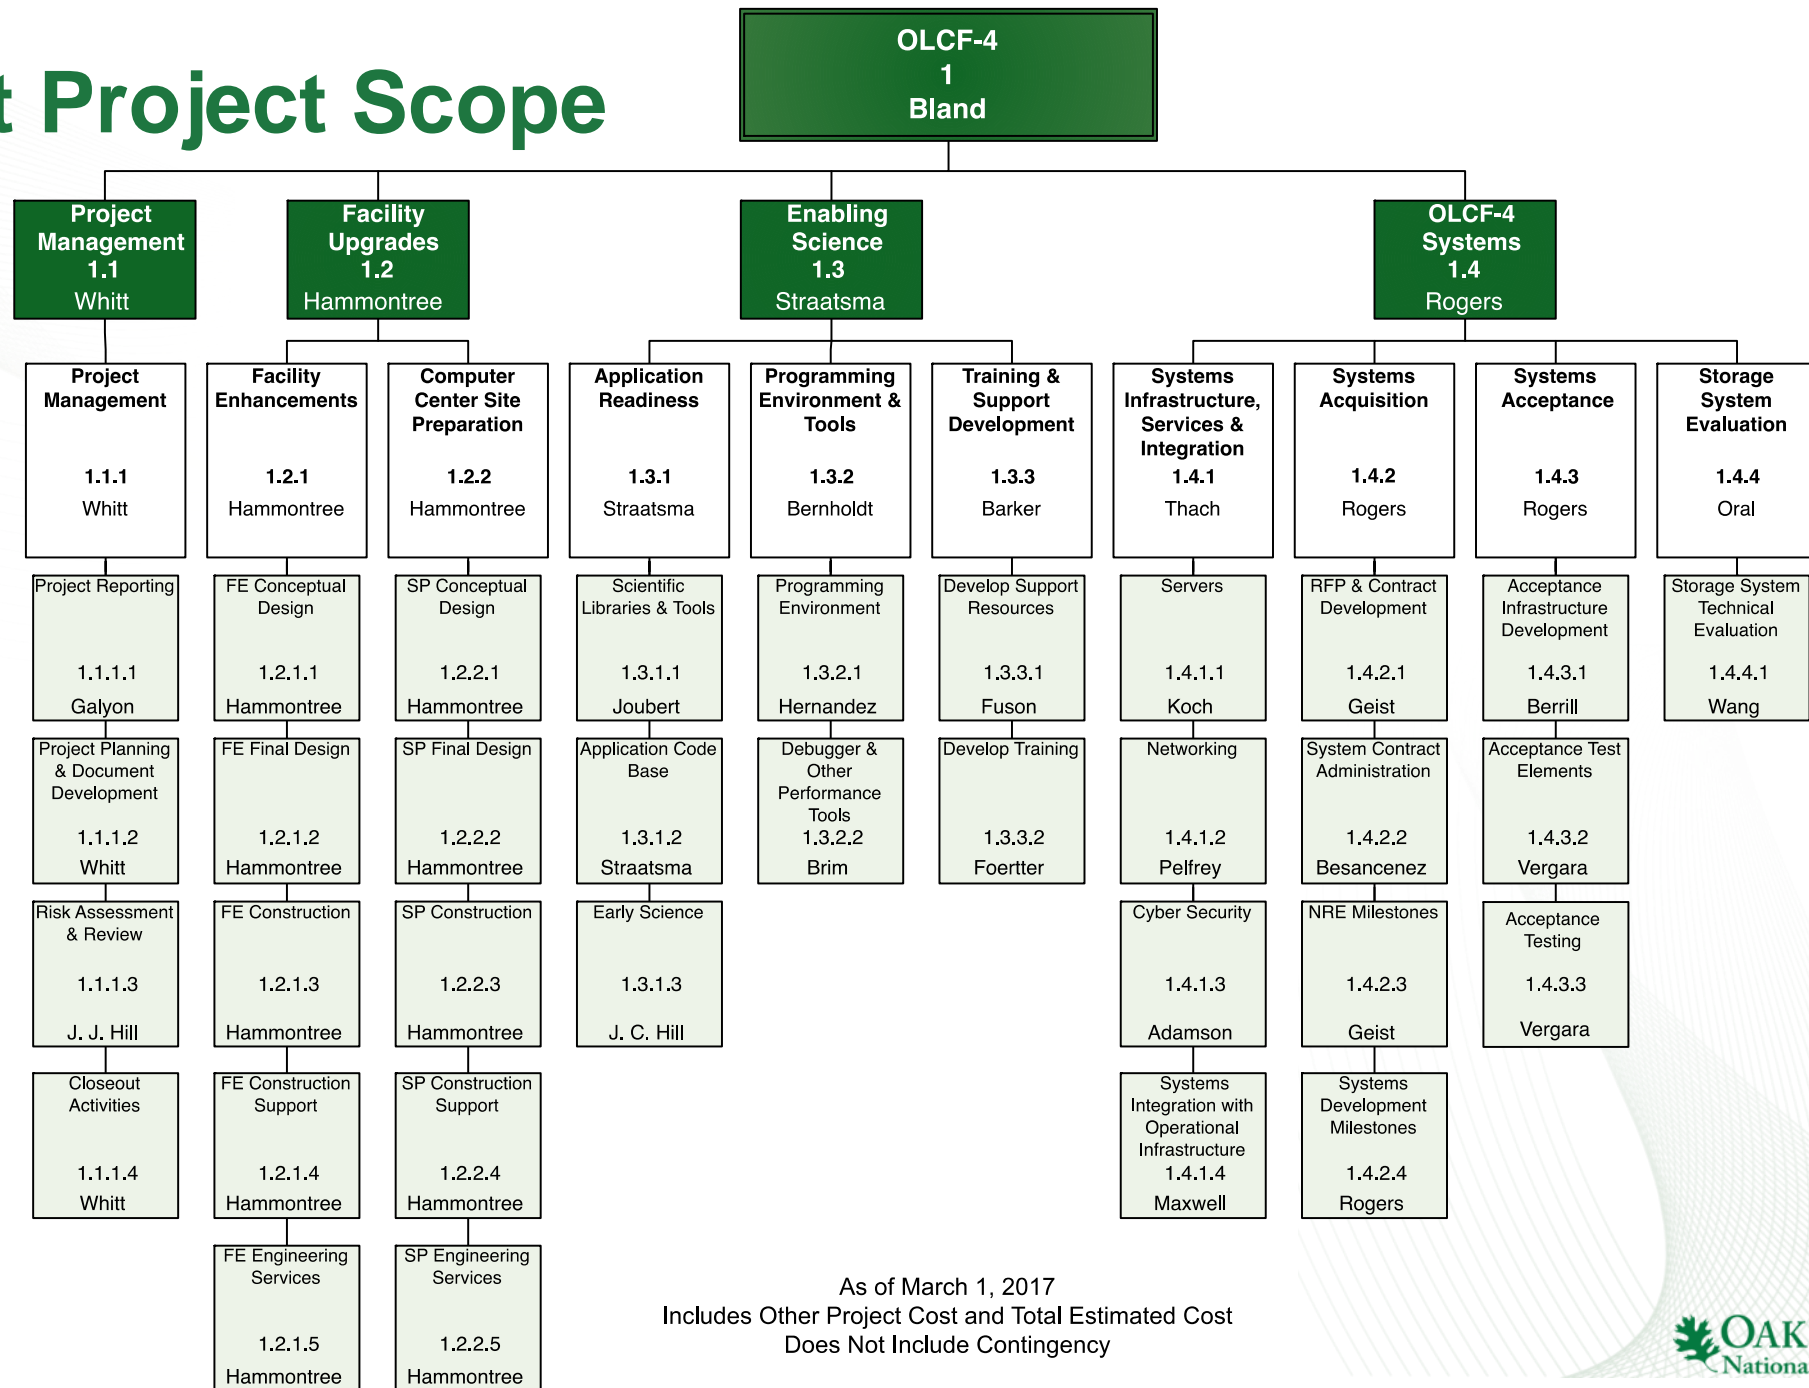 t Project Scope
OLCF-4
1
Bland
Project
Management
1.1
Whitt
Facility
Upgrades
1.2
Hammontree
Enabling
Science
1.3
Straatsma
OLCF-4
Systems
1.4
Rogers
Project
Management
1.1.1
Whitt
Facility
Enhancements
1.2.1
Hammontree
Computer
Center Site
Preparation
1.2.2
Hammontree
Application
Readiness
1.3.1
Straatsma
Programming
Environment &
Tools
1.3.2
Bernholdt
Training &
Support
Development
1.3.3
Barker
Systems
Infrastructure,
Services &
Integration
1.4.1
Thach
Systems
Acquisition
1.4.2
Rogers
Systems
Acceptance
1.4.3
Rogers
Storage
System
Evaluation
1.4.4
Oral
Project Reporting
1.1.1.1
Galyon
FE Conceptual
Design
1.2.1.1
Hammontree
SP Conceptual
Design
1.2.2.1
Hammontree
Scientific
Libraries & Tools
1.3.1.1
Joubert
Programming
Environment
1.3.2.1
Hernandez
Develop Support
Resources
1.3.3.1
Fuson
Servers
1.4.1.1
Koch
RFP & Contract
Development
1.4.2.1
Geist
Acceptance
Infrastructure
Development
1.4.3.1
Berrill
Storage System
Technical
Evaluation
1.4.4.1
Wang
Project Planning
& Document
Development
1.1.1.2
Whitt
FE Final Design
1.2.1.2
Hammontree
SP Final Design
1.2.2.2
Hammontree
Application Code
Base
1.3.1.2
Straatsma
Debugger &
Other
Performance
Tools
1.3.2.2
Brim
Develop Training
1.3.3.2
Foertter
Networking
1.4.1.2
Pelfrey
System Contract
Administration
1.4.2.2
Besancenez
Acceptance Test
Elements
1.4.3.2
Vergara
Risk Assessment
& Review
1.1.1.3
J. J. Hill
FE Construction
1.2.1.3
Hammontree
SP Construction
1.2.2.3
Hammontree
Early Science
1.3.1.3
J. C. Hill
Cyber Security
1.4.1.3
Adamson
NRE Milestones
1.4.2.3
Geist
Acceptance
Testing
1.4.3.3
Vergara
Closeout
Activities
1.1.1.4
Whitt
FE Construction
Support
1.2.1.4
Hammontree
SP Construction
Support
1.2.2.4
Hammontree
Systems
Integration with
Operational
Infrastructure
1.4.1.4
Maxwell
Systems
Development
Milestones
1.4.2.4
Rogers
FE Engineering
Services
1.2.1.5
Hammontree
SP Engineering
Services
1.2.2.5
Hammontree
As of March 1, 2017
Includes Other Project Cost and Total Estimated Cost
Does Not Include Contingency
OAK
Nationa